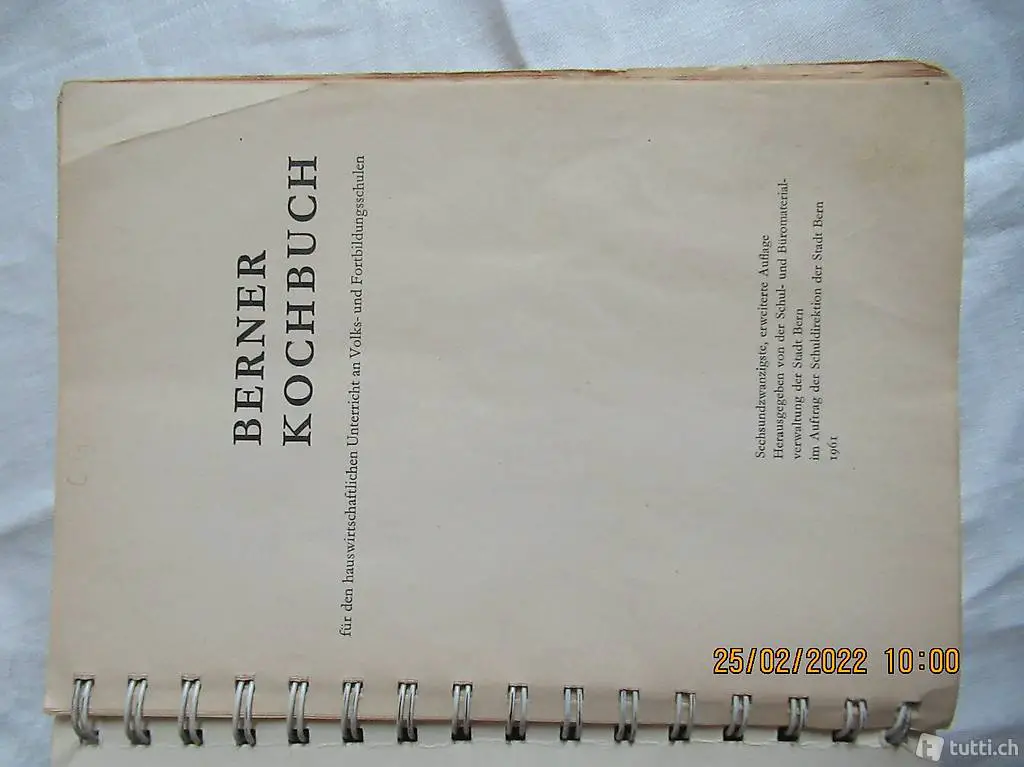 BERNER
KOCHBUCH
für den hauswirtschaftlichen Unterricht an Volks- und Fortbildungsschulen
Sechsundzwanzigste, erweiterte Auflage
Herausgegeben von der Schul- und Büromaterial-
verwaltung der Stadt Bern
im Auftrag der Schuldirektion der Stadt Bern
1961
25/02/2022 10:00
tutti.ch